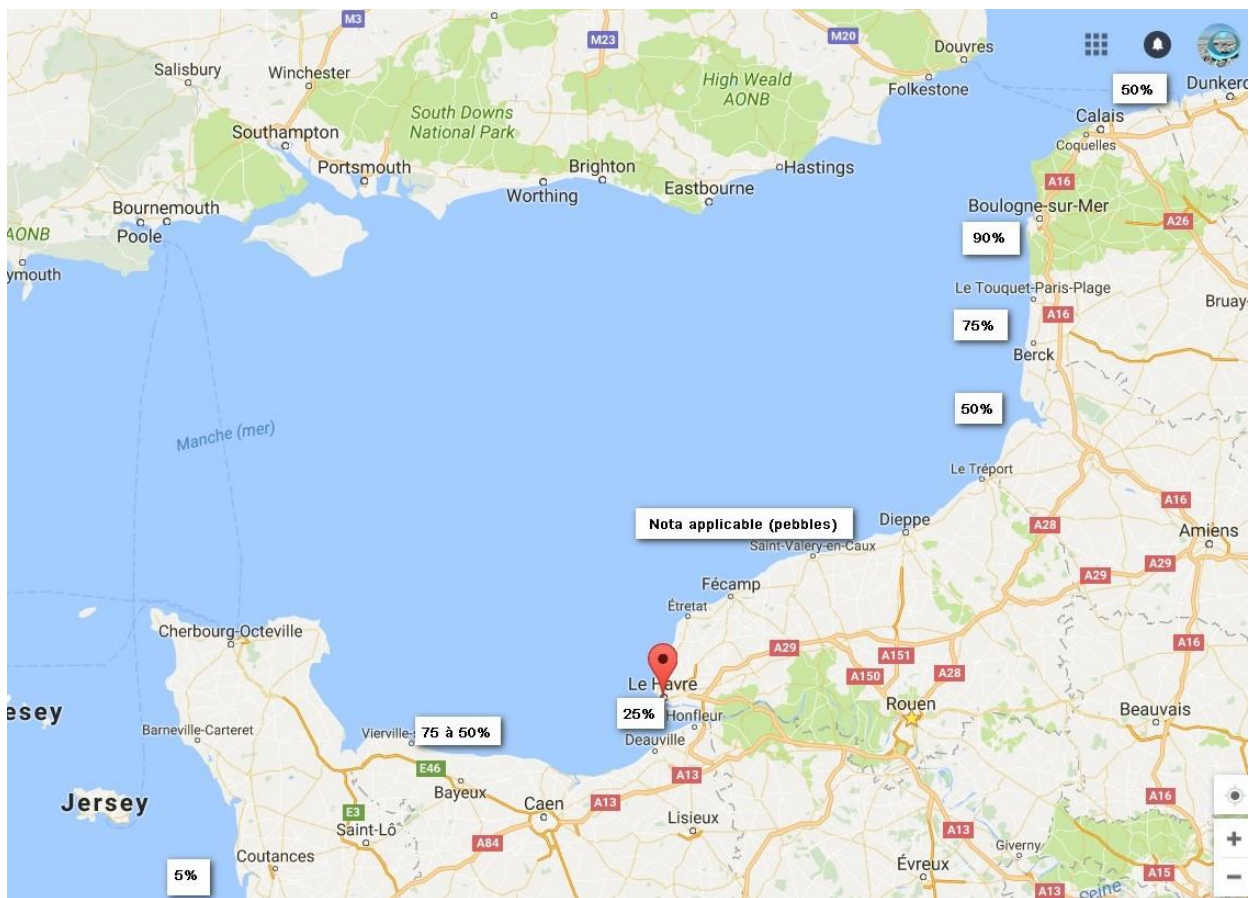 M3
M23
M20
Douvres
Salisbury
Winchester
High Weald
AONB
Folkestone
50%
Dunkerq
South Downs
National Park
Calais
Coquelles
Southampton
Portsmouth
Brighton
Hastings
Worthing
Eastbourne
A16
Boulogne-sur-Mer
A26
Bournemouth
Poole
AONB
ymouth
90%
Le Touquet-Paris-Plage
Bruay-
A16
75%
Berck
50%
Manche (mer)
Le Tréport
A16
Nota applicable (pebbles)
Dieppe
A28
Amiens
Saint-Valery-en-Caux
A29
A29
Fécamp
Étretat
Cherbourg-Octeville
A29
A151
A16
A150
A28
Le Havre
25%
Honfleur
Rouen
Beauvais
esey
Barneville-Carteret
Vierville-s
75 à 50%
Deauville
E46
A13
Bayeux
Jersey
E3
Caen
A13
A16
Saint-Lô
Lisieux
A84
A13
Coutances
Giverny
5%
Évreux
A13
Seine
A15